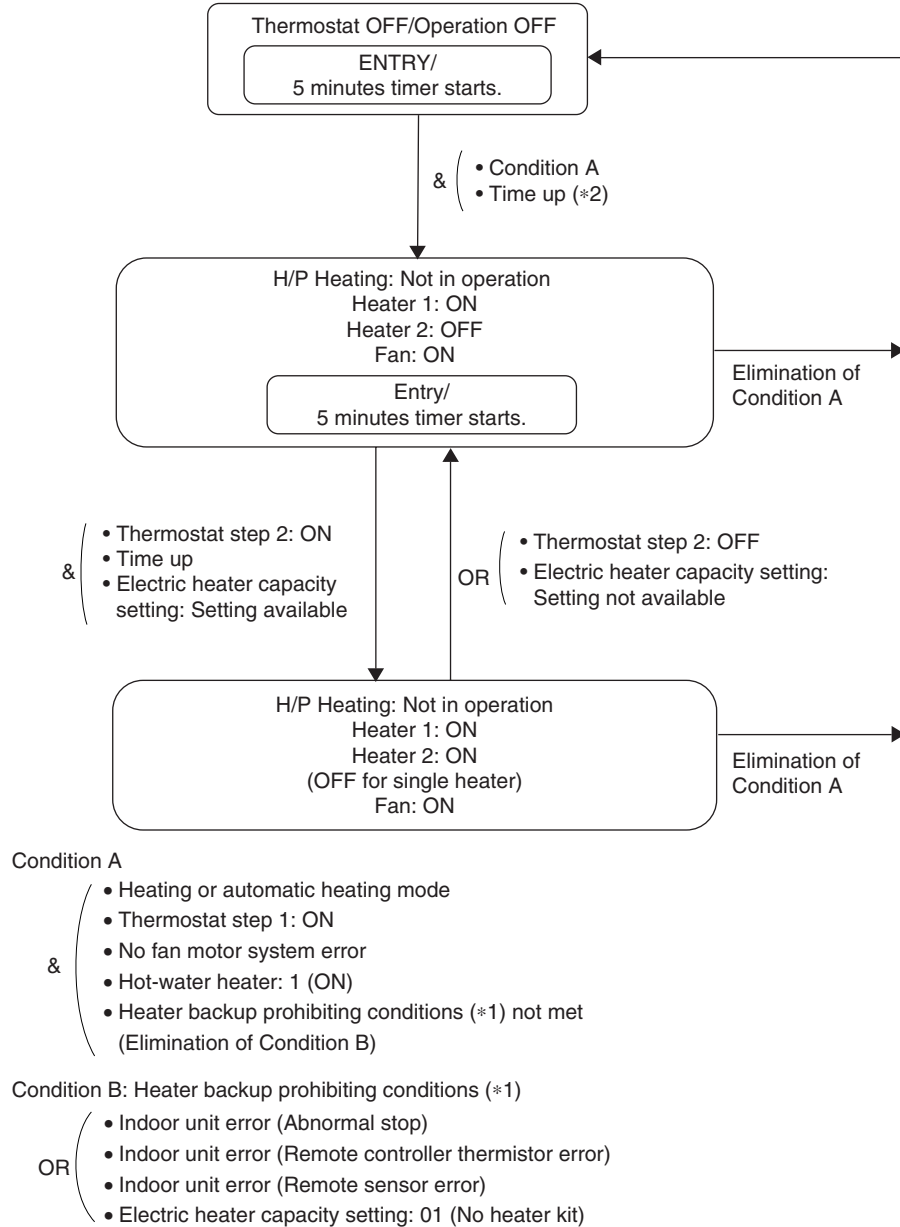 Thermostat OFF/Operation OFF
ENTRY/
5 minutes timer starts.
&
• Condition A
• Time up (*2)
H/P Heating: Not in operation
Heater 1: ON
Heater 2: OFF
Fan: ON
Entry/
5 minutes timer starts.
Elimination of
Condition A
&
• Thermostat step 2: ON
• Time up
• Electric heater capacity
setting: Setting available
OR
• Thermostat step 2: OFF
• Electric heater capacity setting:
Setting not available
H/P Heating: Not in operation
Heater 1: ON
Heater 2: ON
(OFF for single heater)
Fan: ON
Elimination of
Condition A
Condition A
&
• Heating or automatic heating mode
• Thermostat step 1: ON
• No fan motor system error
• Hot-water heater: 1 (ON)
• Heater backup prohibiting conditions (*1) not met
(Elimination of Condition B)
Condition B: Heater backup prohibiting conditions (*1)
OR
• Indoor unit error (Abnormal stop)
• Indoor unit error (Remote controller thermistor error)
• Indoor unit error (Remote sensor error)
• Electric heater capacity setting: 01 (No heater kit)